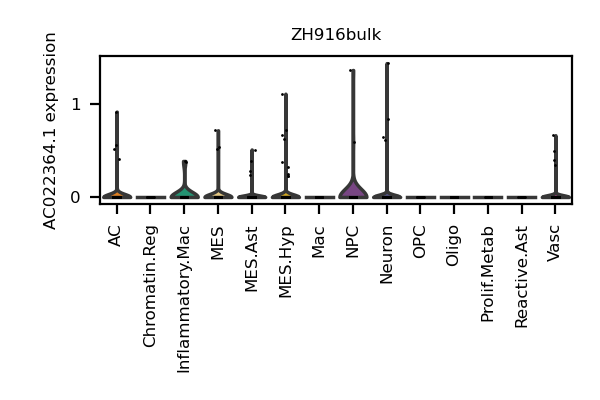 ZH916bulk
AC022364.1 expression
1
0
AC
Chromatin.Reg
Inflammatory.Mac
MES
MES.Ast
MES.Hyp
Mac
NPC
Neuron
OPC
Oligo
Prolif.Metab
Reactive.Ast
Vasc